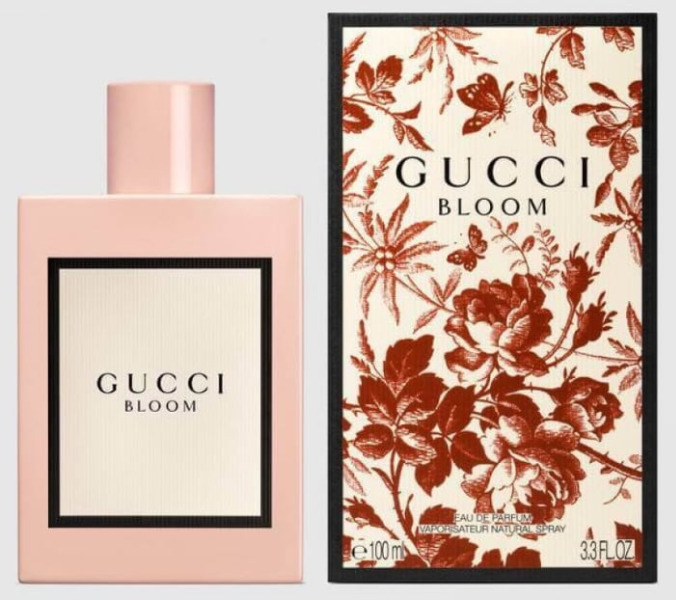 GUCCI
BLOOM
GUCCI
BLOOM
EAU DE PARFUM
VAPORISATEUR NATURAL SPRAY
℮100 ml 3.3 FL.OZ.